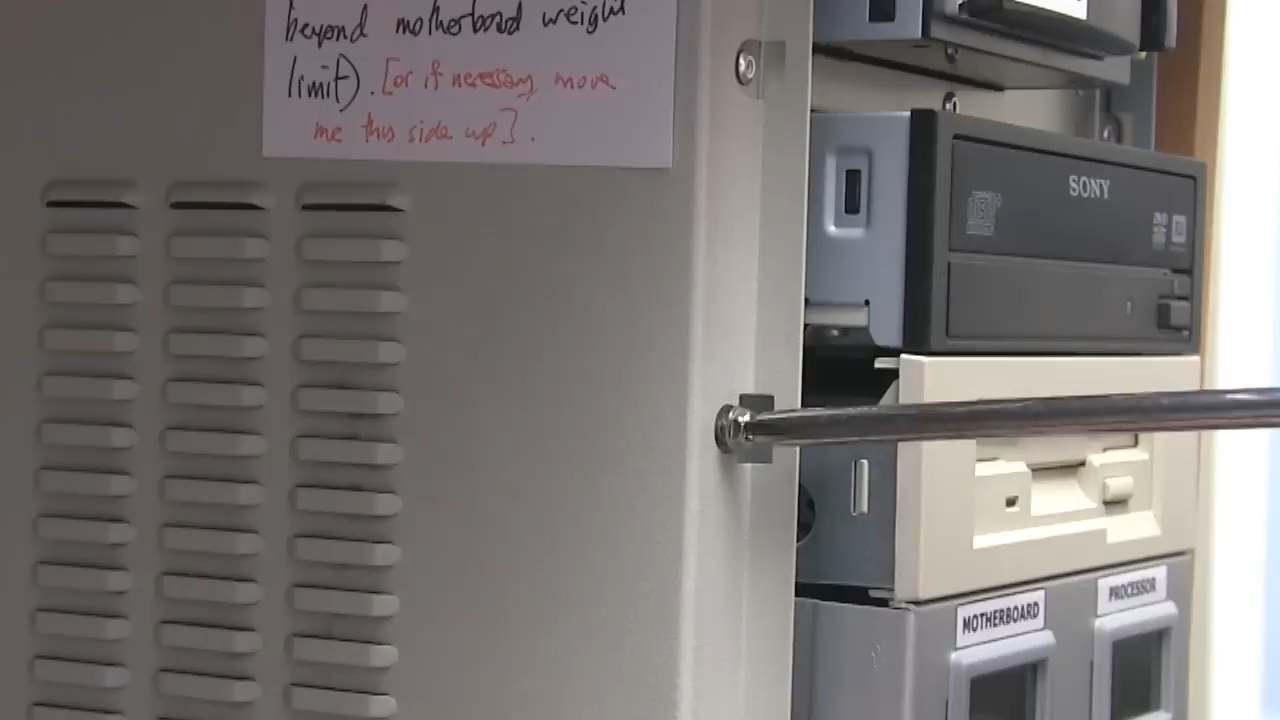 beyond motherboard weight
limit). [or if necessary, move
me this side up].
SONY
MOTHERBOARD
PROCESSOR